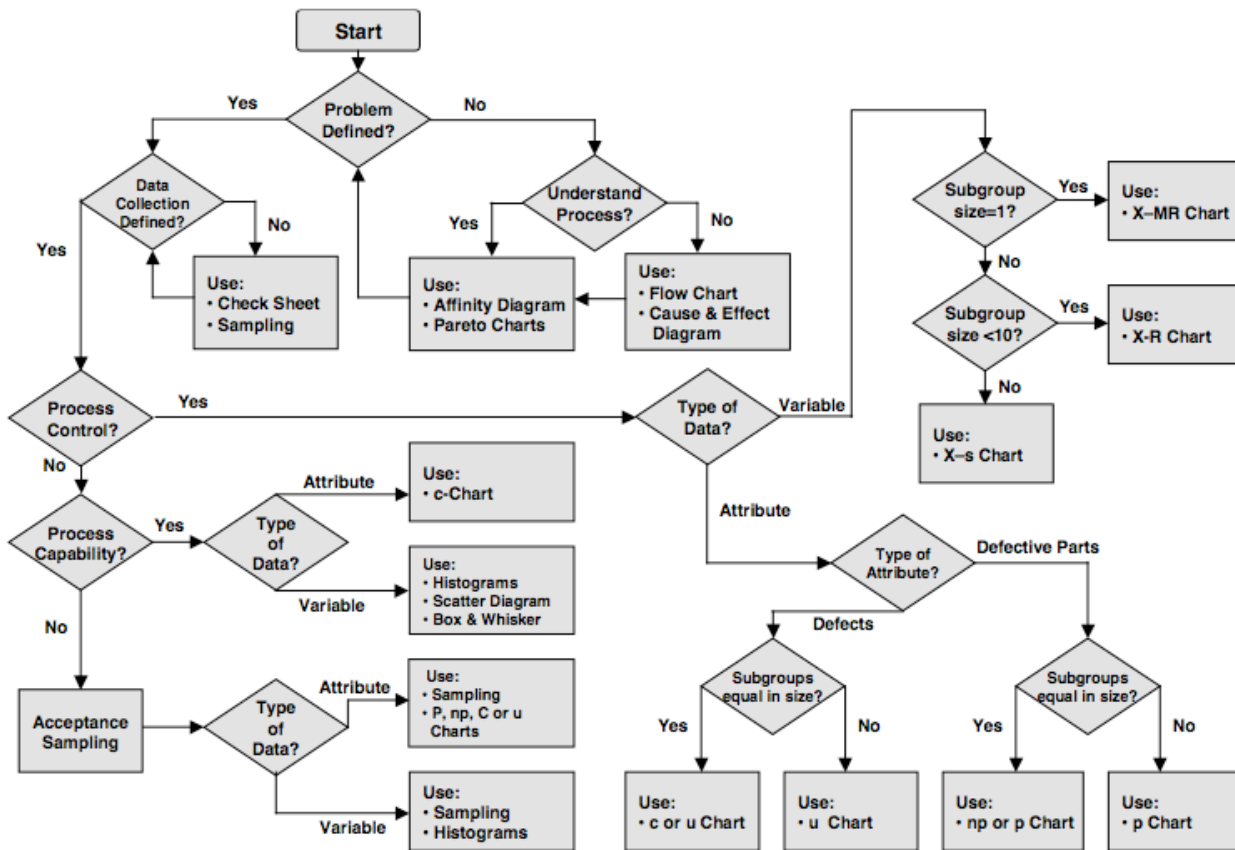 Start
Yes
Problem
Defined?
No
Data
Collection
Defined?
No
Yes
Use:
• Check Sheet
• Sampling
Understand
Process?
Yes
No
Use:
• Affinity Diagram
• Pareto Charts
Use:
• Flow Chart
• Cause & Effect
Diagram
Subgroup
size=1?
Yes
Use:
• X–MR Chart
No
Subgroup
size <10?
Yes
Use:
• X-R Chart
No
Use:
• X–s Chart
Process
Control?
Yes
Type of
Data?
Variable
No
Attribute
Process
Capability?
Yes
Type
of
Data?
Attribute
Use:
• c-Chart
Variable
Use:
• Histograms
• Scatter Diagram
• Box & Whisker
No
Type of
Attribute?
Defective Parts
Defects
Acceptance
Sampling
Type
of
Data?
Attribute
Use:
• Sampling
• P, np, C or u
Charts
Variable
Use:
• Sampling
• Histograms
Subgroups
equal in size?
Yes
No
Use:
• c or u Chart
Use:
• u Chart
Subgroups
equal in size?
Yes
No
Use:
• np or p Chart
Use:
• p Chart